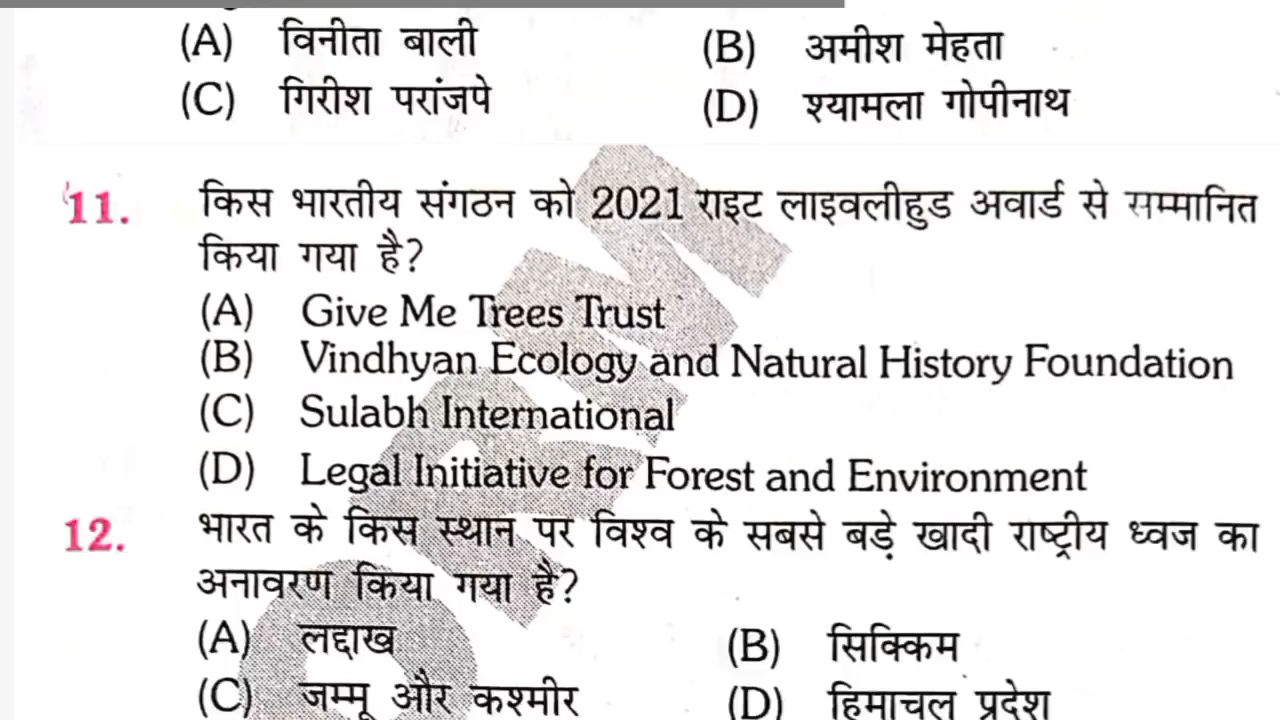 (A) विनीता बाली (B) अमीश मेहता
(C) गिरीश परांजपे (D) श्यामला गोपीनाथ
11. किस भारतीय संगठन को 2021 राइट लाइवलीहुड अवार्ड से सम्मानित
किया गया है?
(A) Give Me Trees Trust
(B) Vindhyan Ecology and Natural History Foundation
(C) Sulabh International
(D) Legal Initiative for Forest and Environment
12. भारत के किस स्थान पर विश्व के सबसे बड़े खादी राष्ट्रीय ध्वज का
अनावरण किया गया है?
(A) लद्दाख (B) सिक्किम
(C) जम्मू और कश्मीर (D) हिमाचल प्रदेश